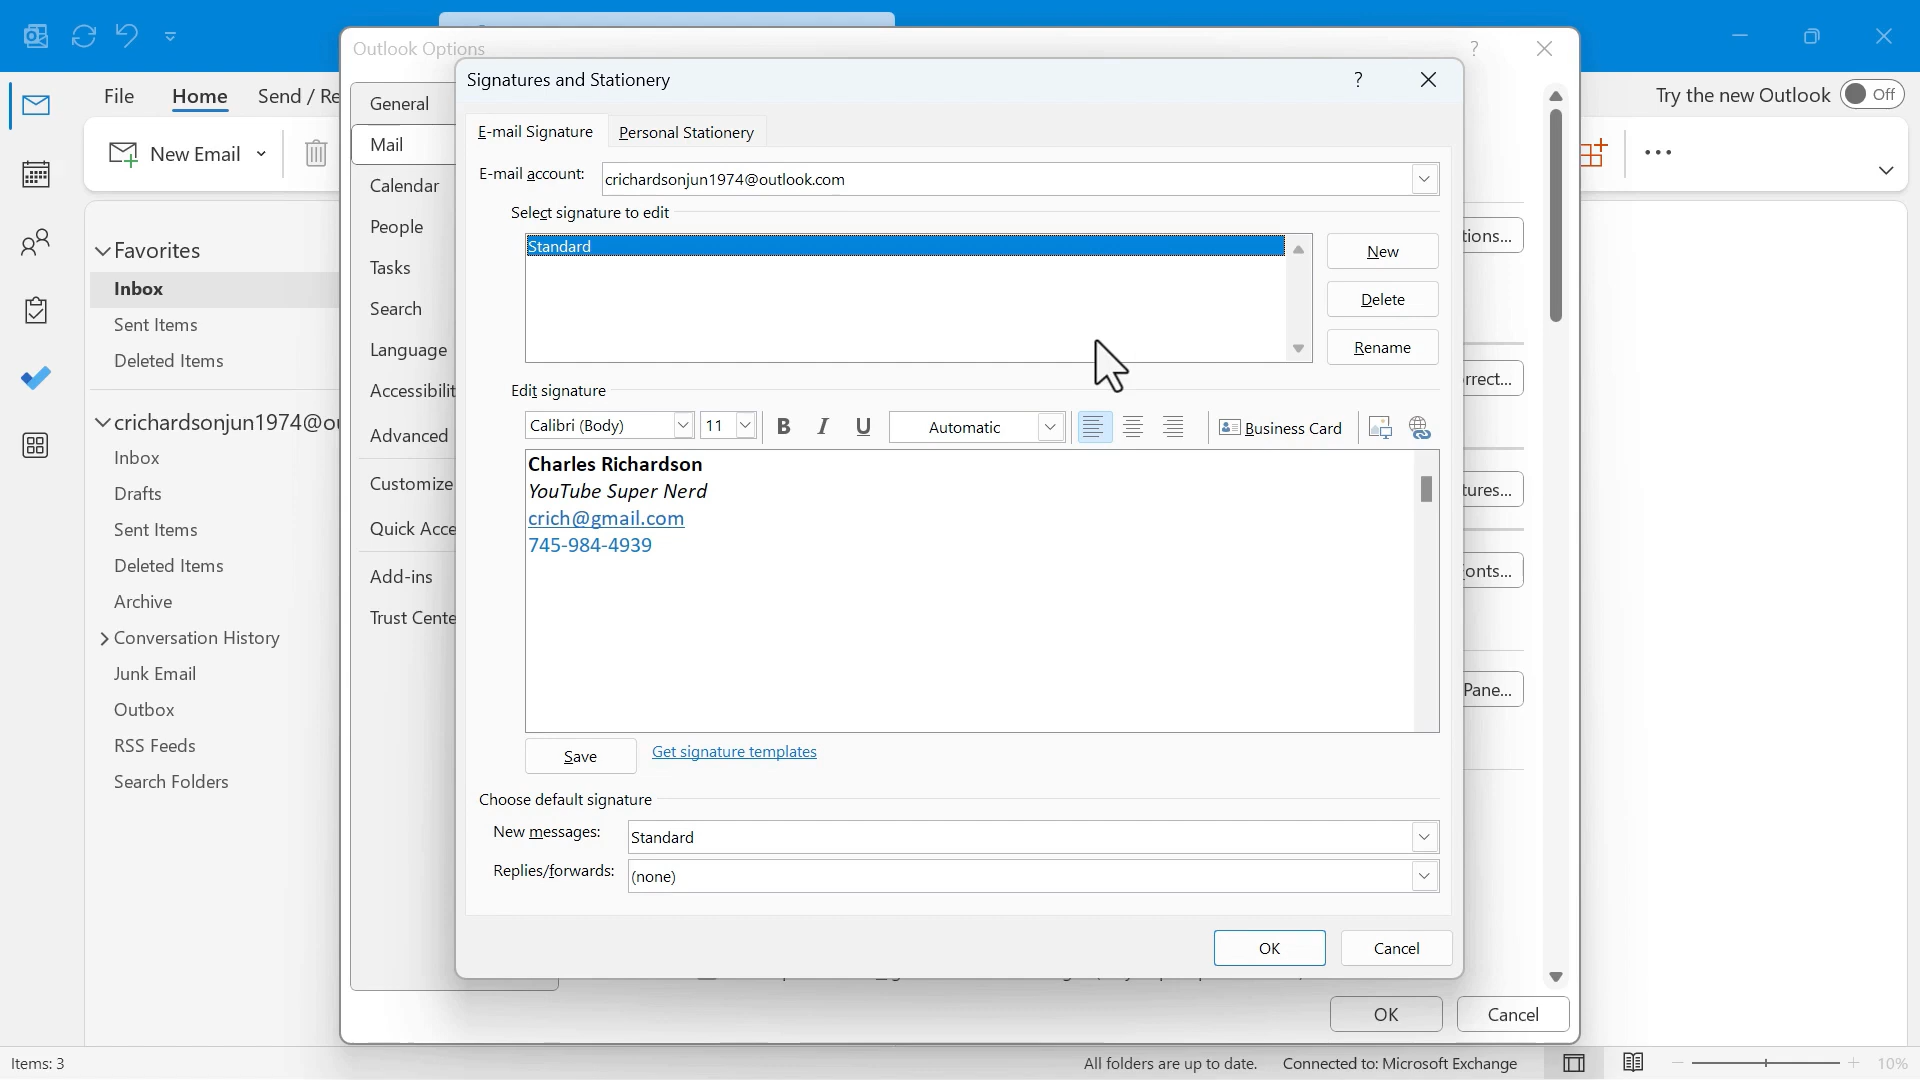 Outlook Options
?
Signatures and Stationery
?
File
Home
Send /
Try the new Outlook
Off
New Email
General
Mail
Calendar
People
Tasks
Search
Language
Advanced
Customize
Add-ins
E-mail Signature
Personal Stationery
E-mail account:
crichardsonjun1974@outlook.com
Select signature to edit
Standard
New
Delete
Rename
Edit signature
Calibri (Body)
11
B
I
U
Automatic
Business Card
Charles Richardson
YouTube Super Nerd
crich@gmail.com
745-984-4939
Save
Get signature templates
Choose default signature
New messages:
Standard
Replies/forwards:
(none)
OK
Cancel
OK
Cancel
Favorites
Inbox
Sent Items
Deleted Items
Inbox
Drafts
Sent Items
Deleted Items
Archive
Conversation History
Junk Email
Outbox
RSS Feeds
Search Folders
Items: 3
All folders are up to date.
Connected to: Microsoft Exchange
10%